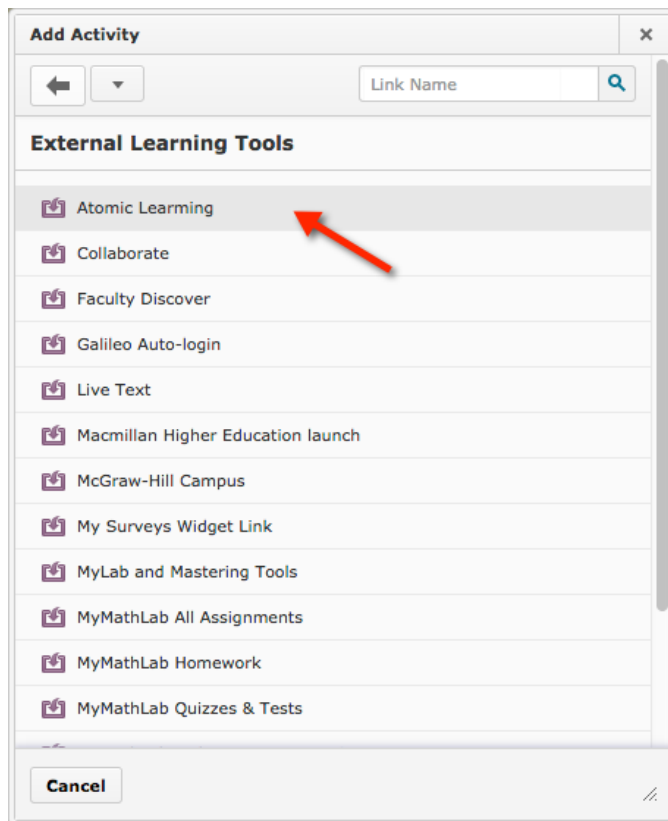 Add Activity
Link Name
External Learning Tools
Atomic Learning
Collaborate
Faculty Discover
Galileo Auto-login
Live Text
Macmillan Higher Education launch
McGraw-Hill Campus
My Surveys Widget Link
MyLab and Mastering Tools
MyMathLab All Assignments
MyMathLab Homework
MyMathLab Quizzes & Tests
Cancel